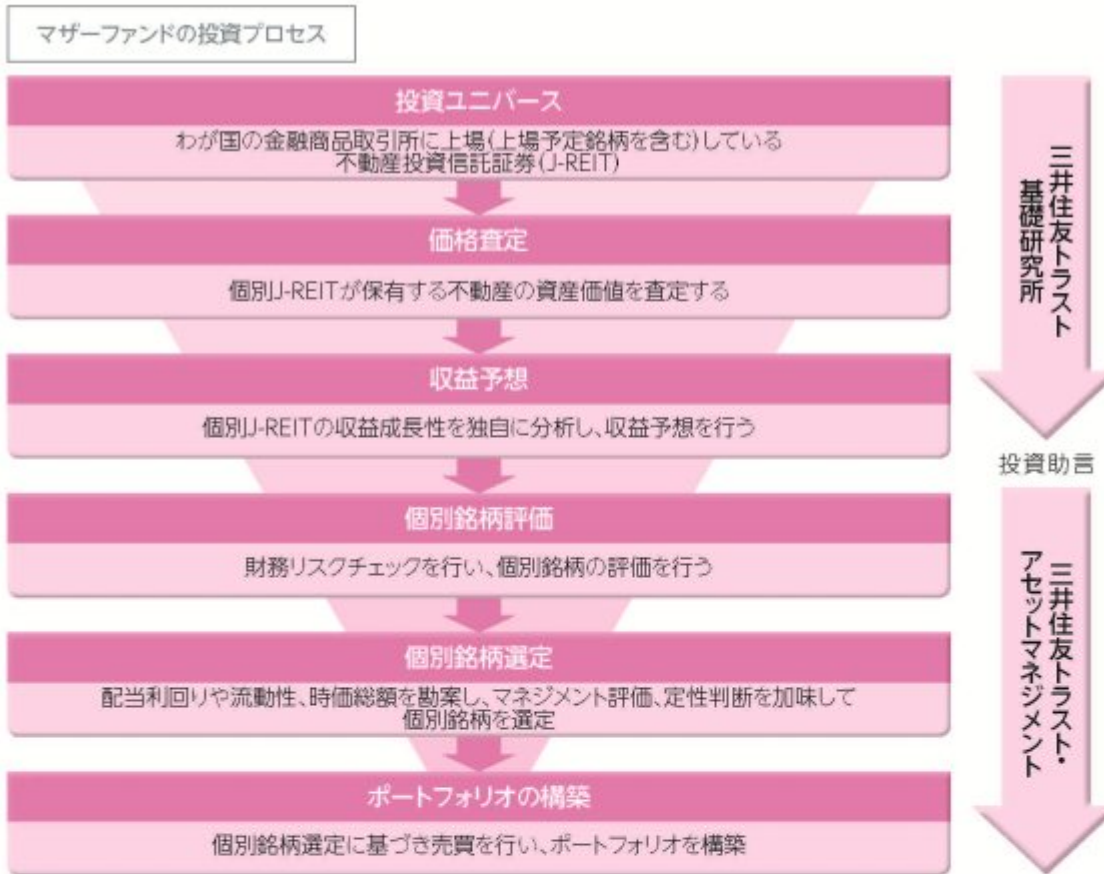 マザーファンドの投資プロセス
投資ユニバース
わが国の金融商品取引所に上場(上場予定銘柄を含む)している
不動産投資信託証券(J-REIT)
価格査定
個別J-REITが保有する不動産の資産価値を査定する
収益予想
個別J-REITの収益成長性を独自に分析し、収益予想を行う
個別銘柄評価
財務リスクチェックを行い、個別銘柄の評価を行う
個別銘柄選定
配当利回りや流動性、時価総額を勘案し、マネジメント評価、定性判断を加味して
個別銘柄を選定
ポートフォリオの構築
個別銘柄選定に基づき売買を行い、ポートフォリオを構築
三井住友トラスト
基礎研究所
投資助言
三井住友トラスト・
アセットマネジメント